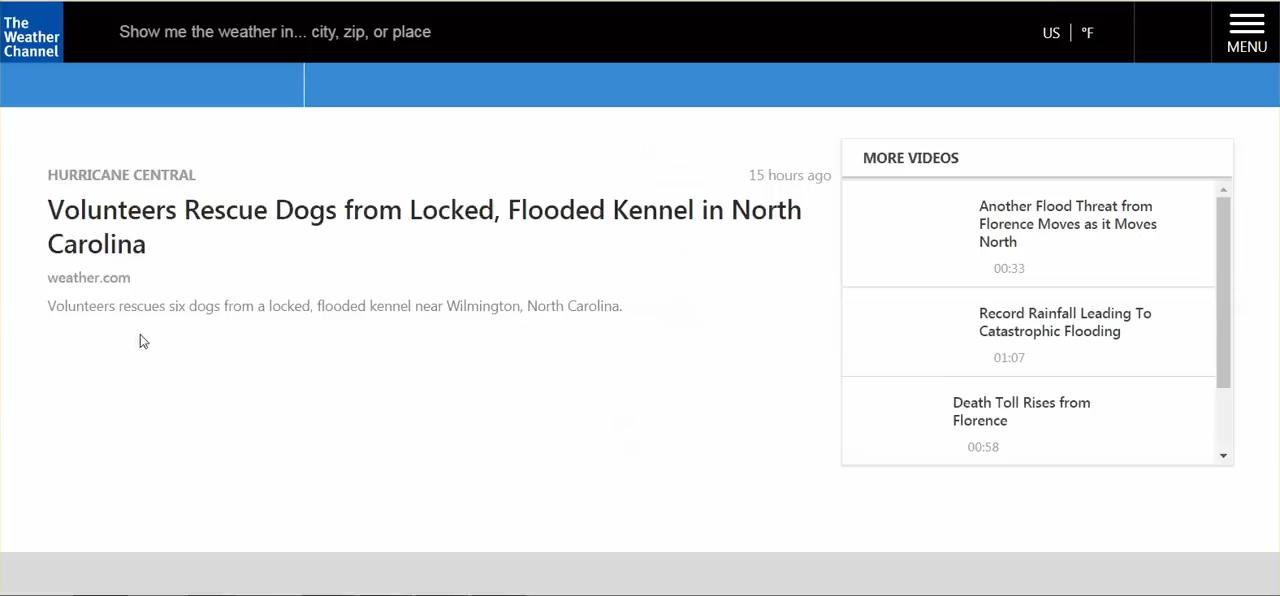 The
Weather
Channel
Show me the weather in... city, zip, or place
US | °F
MENU
HURRICANE CENTRAL
15 hours ago
Volunteers Rescue Dogs from Locked, Flooded Kennel in North
Carolina
weather.com
Volunteers rescues six dogs from a locked, flooded kennel near Wilmington, North Carolina.
MORE VIDEOS
Another Flood Threat from
Florence Moves as it Moves
North
00:33
Record Rainfall Leading To
Catastrophic Flooding
01:07
Death Toll Rises from
Florence
00:58